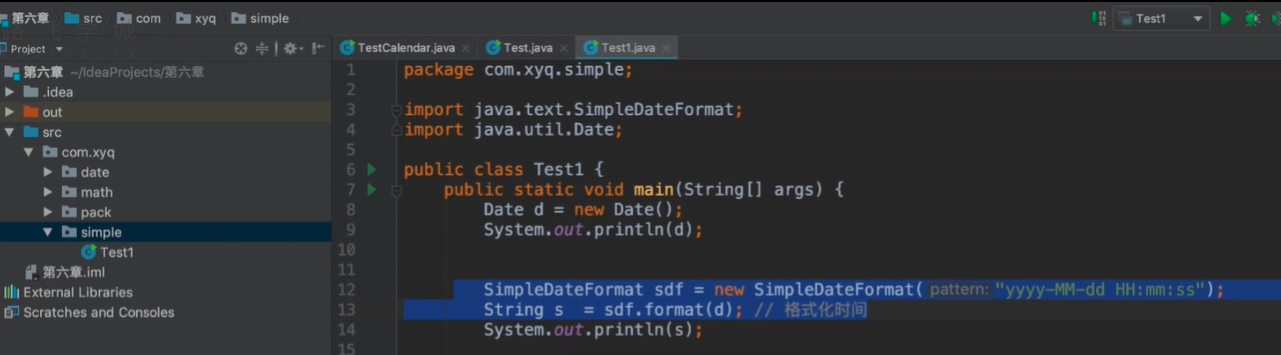 第六章 src com xyq simple Test1
Project TestCalendar.java Test.java Test1.java
第六章 ~/IdeaProjects/第六章
.idea
out
src
com.xyq
date
math
pack
simple
Test1
第六章.iml
External Libraries
Scratches and Consoles
1 package com.xyq.simple;
2
3 import java.text.SimpleDateFormat;
4 import java.util.Date;
5
6 public class Test1 {
7 public static void main(String[] args) {
8 Date d = new Date();
9 System.out.println(d);
10
11
12 SimpleDateFormat sdf = new SimpleDateFormat( pattern: "yyyy-MM-dd HH:mm:ss");
13 String s = sdf.format(d); // 格式化时间
14 System.out.println(s);
15